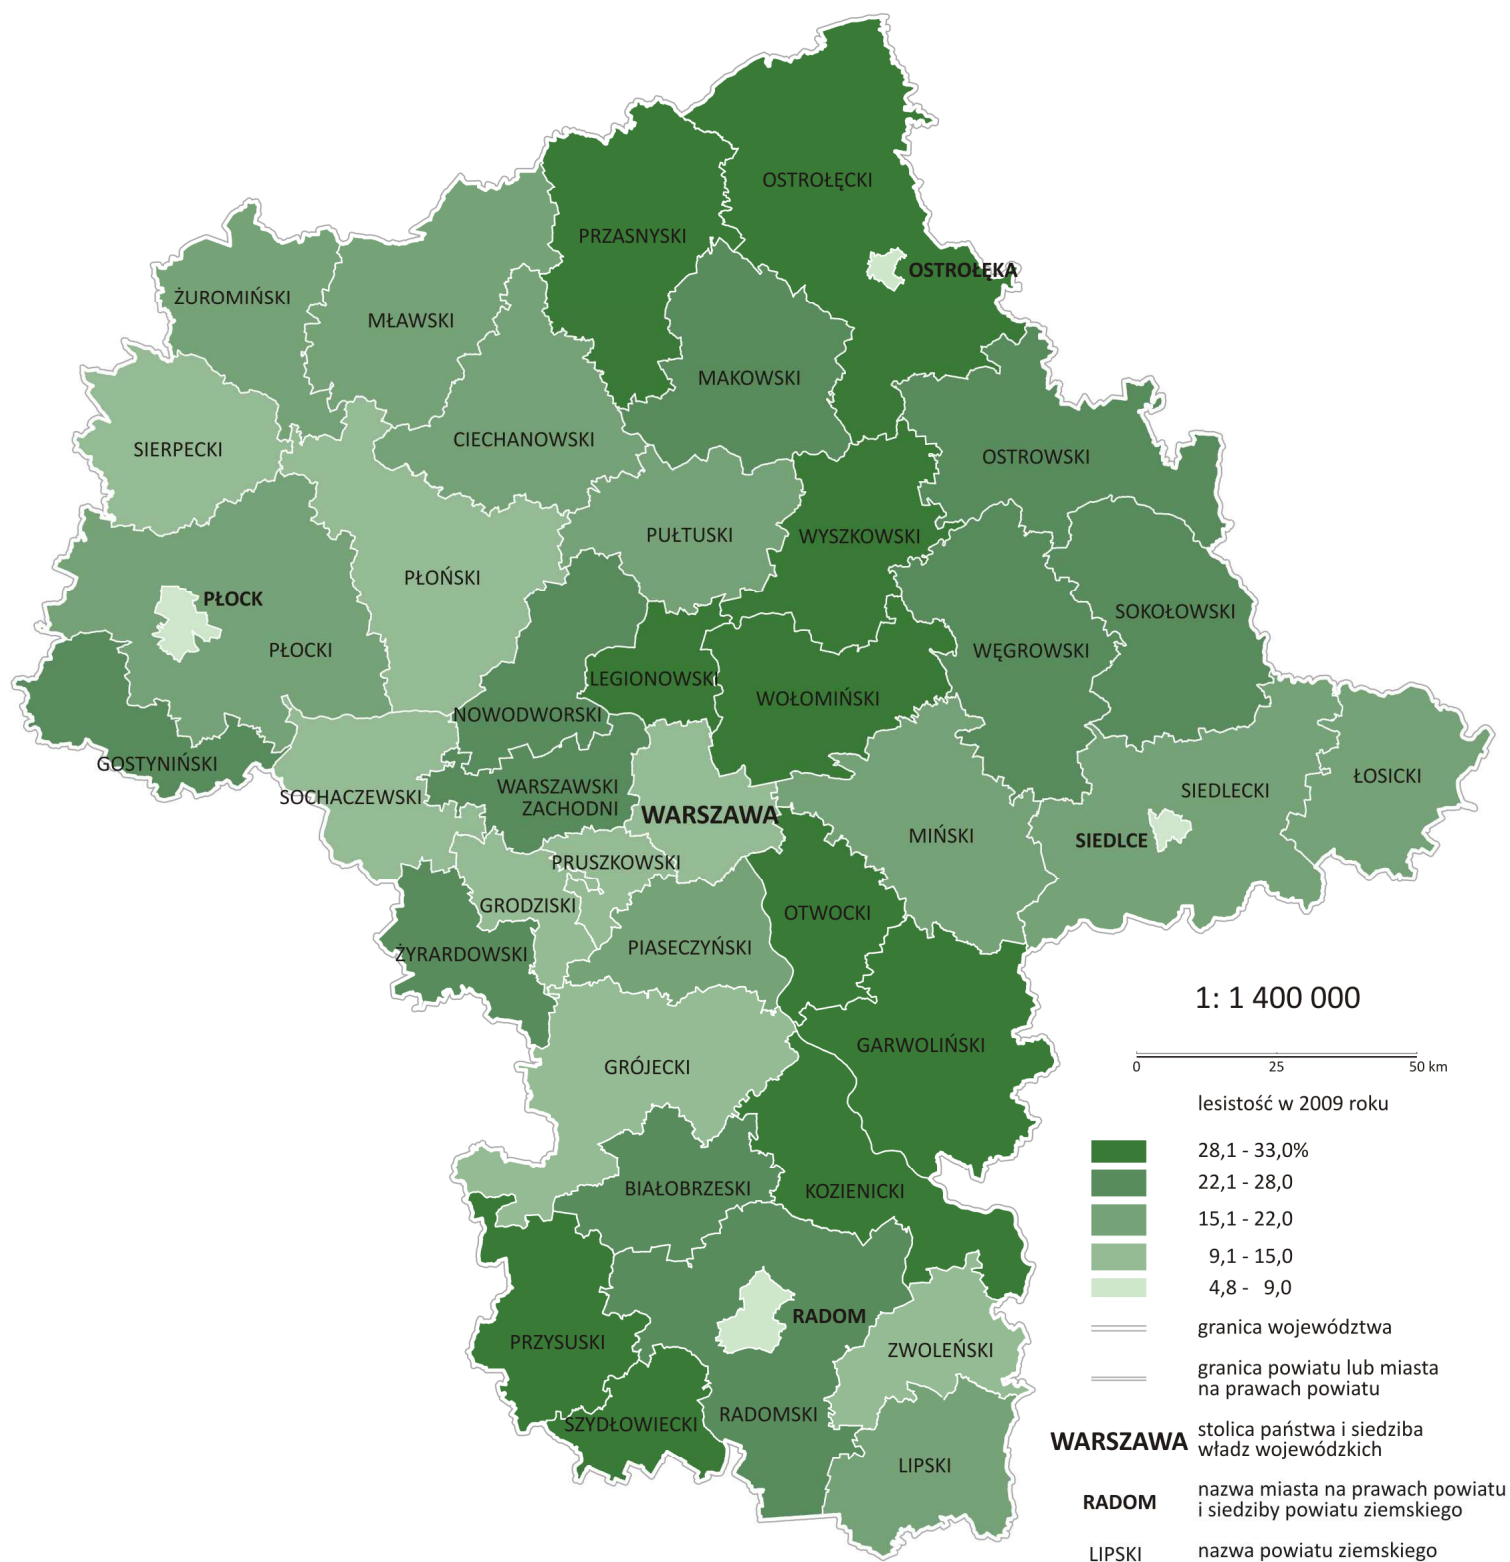 OSTROŁĘCKI
PRZASNYSKI
OSTROŁĘKA
ŻUROMIŃSKI
MŁAWSKI
MAKOWSKI
CIECHANOWSKI
SIERPECKI
OSTROWSKI
PUŁTUSKI
WYSZKOWSKI
PŁOŃSKI
PŁOCK
SOKOŁOWSKI
PŁOCKI
WĘGROWSKI
LEGIONOWSKI
WOŁOMIŃSKI
NOWODWORSKI
GOSTYNIŃSKI
ŁOSICKI
WARSZAWSKI
ZACHODNI
SIEDLECKI
SOCHACZEWSKI
WARSZAWA
MIŃSKI
SIEDLCE
PRUSZKOWSKI
GRODZISKI
OTWOCKI
PIASECZYŃSKI
ŻYRARDOWSKI
GARWOLIŃSKI
GRÓJECKI
BIAŁOBRZESKI
KOZIENICKI
RADOM
PRZYSUSKI
ZWOLEŃSKI
RADOMSKI
SZYDŁOWIECKI
LIPSKI
1: 1 400 000
0 25 50 km
lesistość w 2009 roku
28,1 - 33,0%
22,1 - 28,0
15,1 - 22,0
9,1 - 15,0
4,8 - 9,0
granica województwa
granica powiatu lub miasta
na prawach powiatu
WARSZAWA stolica państwa i siedziba
władz wojewódzkich
RADOM nazwa miasta na prawach powiatu
i siedziby powiatu ziemskiego
LIPSKI nazwa powiatu ziemskiego